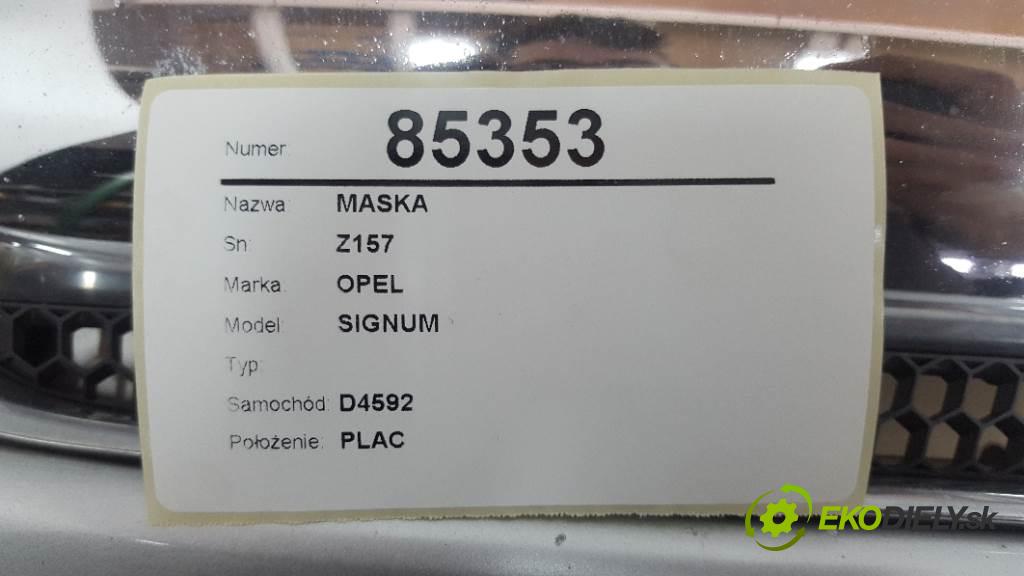 Numer: 85353
Nazwa: MASKA
Sn: Z157
Marka: OPEL
Model: SIGNUM
Typ:
Samochód: D4592
Położenie: PLAC
EKODIELY.sk